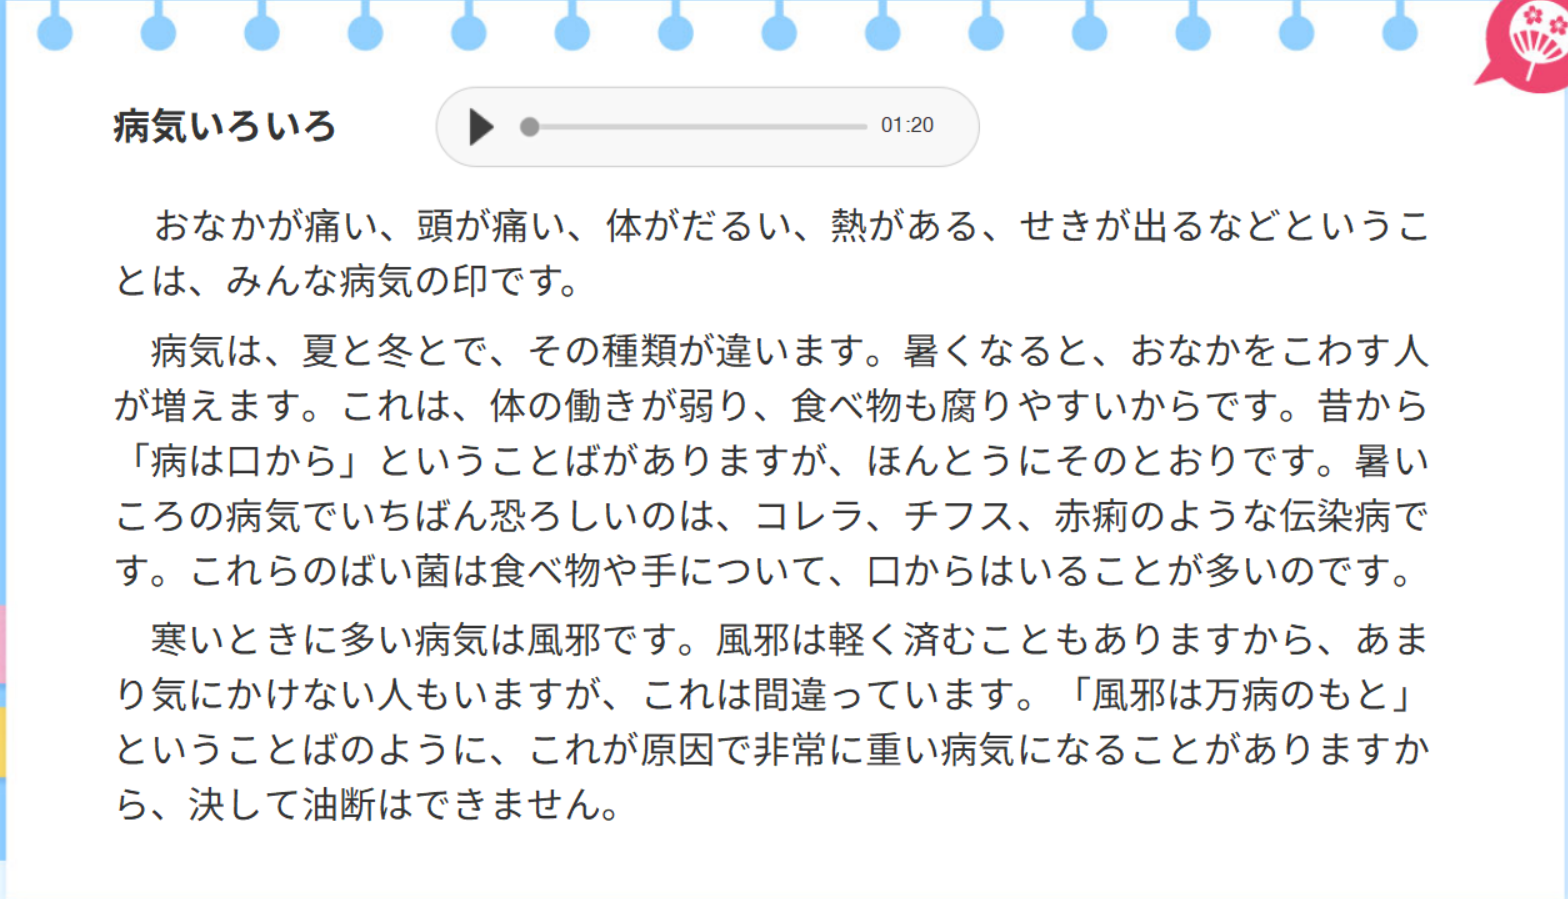 病気いろいろ
01:20
おなかが痛い、頭が痛い、体がだるい、熱がある、せきが出るなどというこ
とは、みんな病気の印です。
病気は、夏と冬とで、その種類が違います。暑くなると、おなかをこわす人
が増えます。これは、体の働きが弱り、食べ物も腐りやすいからです。昔から
「病は口から」ということばがありますが、ほんとうにそのとおりです。暑い
ころの病気でいちばん恐ろしいのは、コレラ、チフス、赤痢のような伝染病で
す。これらのばい菌は食べ物や手について、口からはいることが多いのです。
寒いときに多い病気は風邪です。風邪は軽く済むこともありますから、あま
り気にかけない人もいますが、これは間違っています。「風邪は万病のもと」
ということばのように、これが原因で非常に重い病気になることがありますか
ら、決して油断はできません。